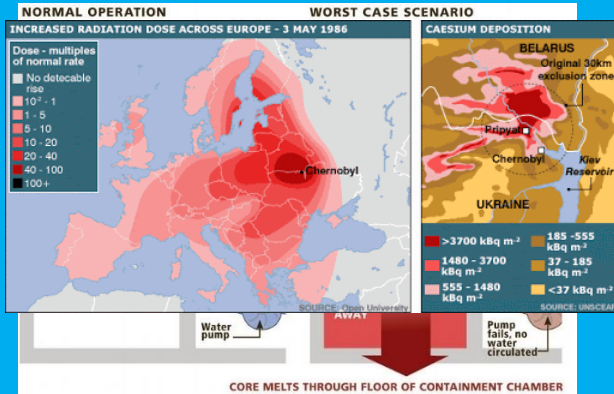 NORMAL OPERATION
WORST CASE SCENARIO
INCREASED RADIATION DOSE ACROSS EUROPE - 3 MAY 1986
Dose - multiples
of normal rate
No detecable
rise
10-² - 1
1 - 5
5 - 10
10 - 20
20 - 40
40 - 100
100+
Chernobyl
SOURCE: Open University
CAESIUM DEPOSITION
BELARUS
Original 30km
exclusion zone
Pripyat
Chernobyl
Kiev
Reservoir
UKRAINE
>3700 kBq m-²
1480 - 3700
kBq m-²
555 - 1480
kBq m-²
185 -555
kBq m-²
37 - 185
kBq m-²
<37 kBq m-²
SOURCE: UNSCEAR
Water
pump
AWAY
Pump
fails, no
water
circulated
CORE MELTS THROUGH FLOOR OF CONTAINMENT CHAMBER